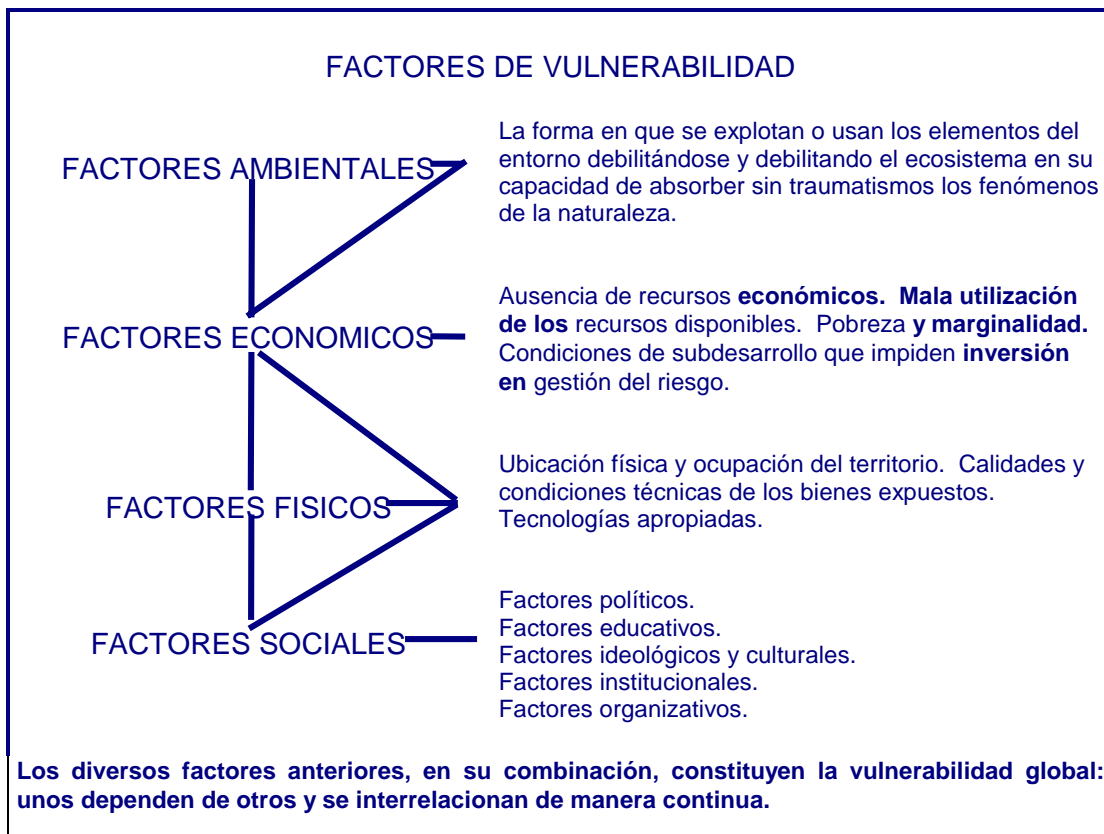 FACTORES DE VULNERABILIDAD
FACTORES AMBIENTALES
La forma en que se explotan o usan los elementos del
entorno debilitándose y debilitando el ecosistema en su
capacidad de absorber sin traumatismos los fenómenos
de la naturaleza.
FACTORES ECONOMICOS
Ausencia de recursos económicos. Mala utilización
de los recursos disponibles. Pobreza y marginalidad.
Condiciones de subdesarrollo que impiden inversión
en gestión del riesgo.
FACTORES FISICOS
Ubicación física y ocupación del territorio. Calidades y
condiciones técnicas de los bienes expuestos.
Tecnologías apropiadas.
FACTORES SOCIALES
Factores políticos.
Factores educativos.
Factores ideológicos y culturales.
Factores institucionales.
Factores organizativos.
Los diversos factores anteriores, en su combinación, constituyen la vulnerabilidad global:
unos dependen de otros y se interrelacionan de manera continua.